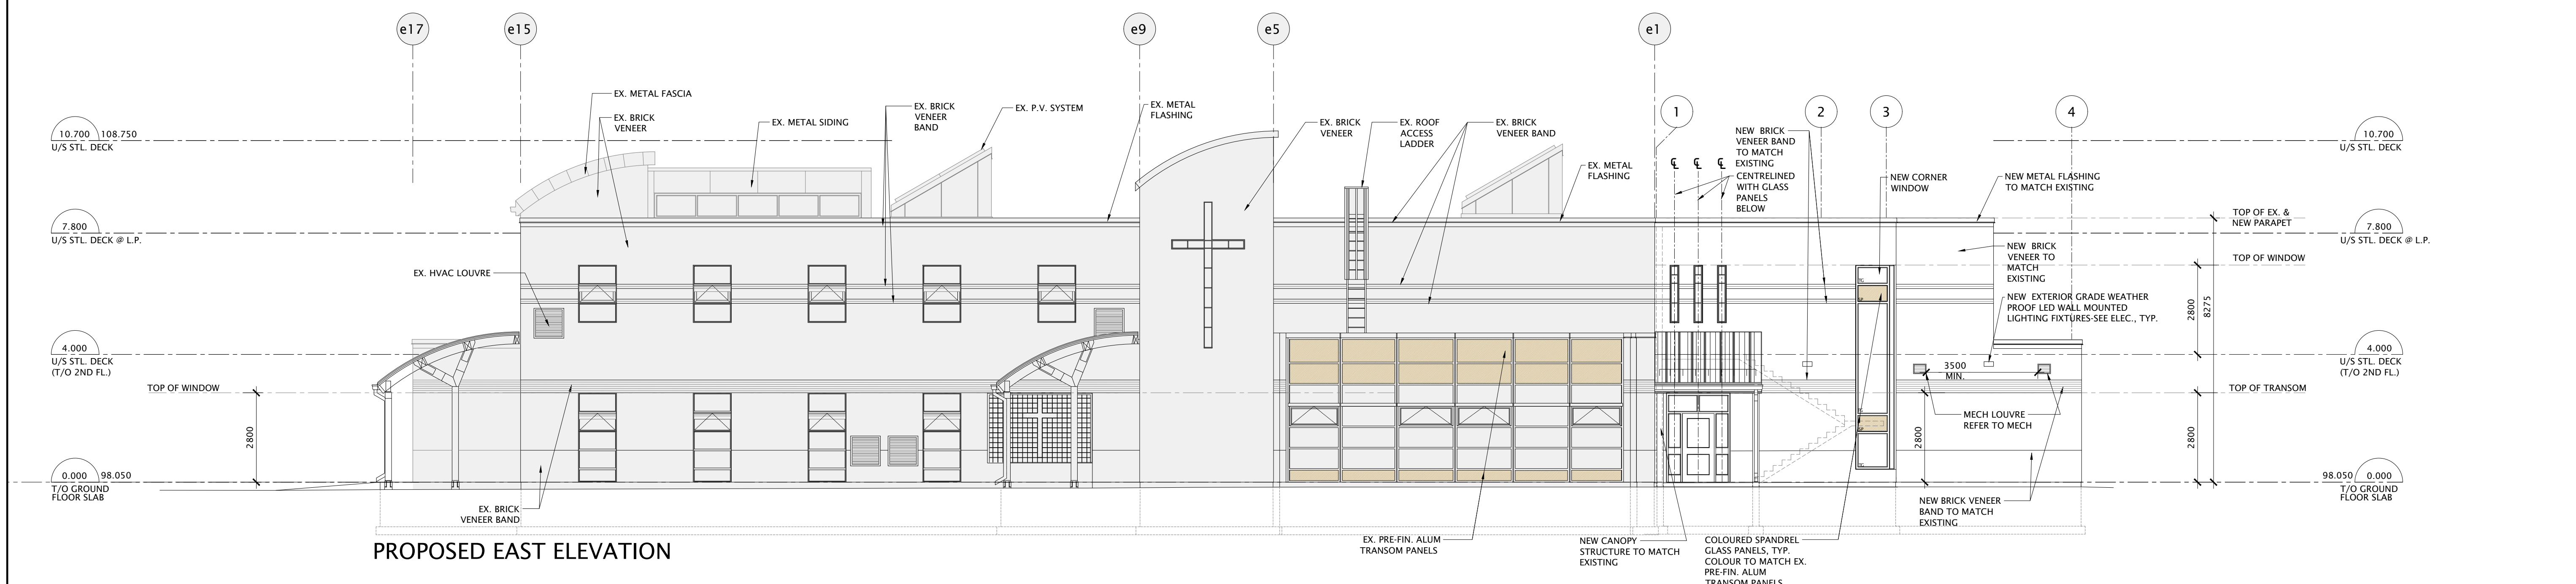 e17
e15
e9
e5
e1
1
2
3
4
EX. METAL FASCIA
EX. BRICK
VENEER
EX. METAL SIDING
EX. BRICK
VENEER
BAND
EX. P.V. SYSTEM
EX. METAL
FLASHING
EX. BRICK
VENEER
EX. ROOF
ACCESS
LADDER
EX. BRICK
VENEER BAND
EX. METAL
FLASHING
NEW BRICK
VENEER BAND
TO MATCH
EXISTING
CENTRELINED
WITH GLASS
PANELS
BELOW
NEW CORNER
WINDOW
NEW METAL FLASHING
TO MATCH EXISTING
10.700 108.750
U/S STL. DECK
10.700
U/S STL. DECK
7.800
U/S STL. DECK @ L.P.
TOP OF EX. &
NEW PARAPET
7.800
U/S STL. DECK @ L.P.
NEW BRICK
VENEER TO
MATCH
EXISTING
TOP OF WINDOW
EX. HVAC LOUVRE
NEW EXTERIOR GRADE WEATHER
PROOF LED WALL MOUNTED
LIGHTING FIXTURES-SEE ELEC., TYP.
2800
8275
4.000
U/S STL. DECK
(T/O 2ND FL.)
4.000
U/S STL. DECK
(T/O 2ND FL.)
3500
MIN.
TOP OF WINDOW
TOP OF TRANSOM
MECH LOUVRE
REFER TO MECH
2800
2800
2800
0.000 98.050
T/O GROUND
FLOOR SLAB
98.050 0.000
T/O GROUND
FLOOR SLAB
EX. BRICK
VENEER BAND
NEW BRICK VENEER
BAND TO MATCH
EXISTING
EX. PRE-FIN. ALUM
TRANSOM PANELS
NEW CANOPY
STRUCTURE TO MATCH
EXISTING
COLOURED SPANDREL
GLASS PANELS, TYP.
COLOUR TO MATCH EX.
PRE-FIN. ALUM
TRANSOM PANELS
PROPOSED EAST ELEVATION